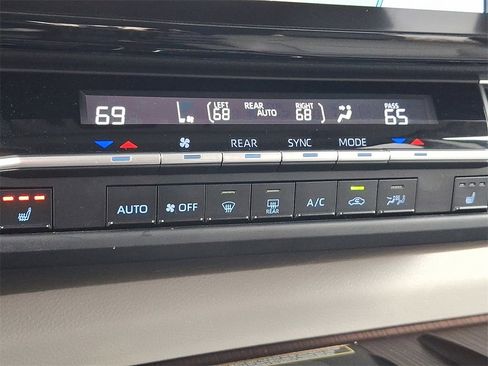 69 LEFT 68 REAR AUTO RIGHT 68 PASS 65
REAR SYNC MODE
AUTO OFF REAR A/C